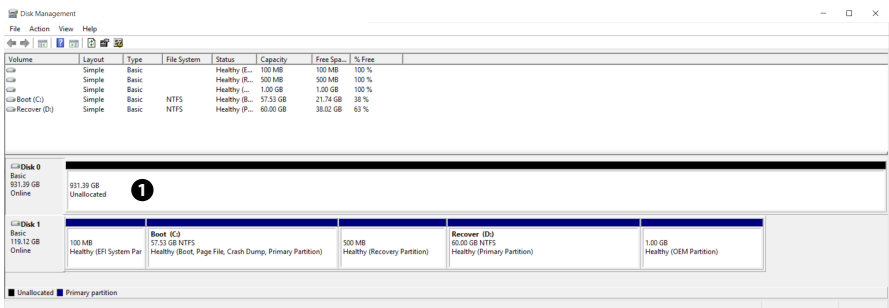 Disk Management
File Action View Help
Volume Layout Type File System Status Capacity Free Spa... % Free
Simple Basic Healthy (E... 100 MB 100 MB 100 %
Simple Basic Healthy (R... 500 MB 500 MB 100 %
Simple Basic Healthy (... 1.00 GB 1.00 GB 100 %
Boot (C:) Simple Basic NTFS Healthy (B... 57.53 GB 21.74 GB 38 %
Recover (D:) Simple Basic NTFS Healthy (P... 60.00 GB 38.02 GB 63 %
Disk 0
Basic
931.39 GB
Online
931.39 GB
Unallocated
1
Disk 1
Basic
119.12 GB
Online
100 MB
Healthy (EFI System Par
Boot (C:)
57.53 GB NTFS
Healthy (Boot, Page File, Crash Dump, Primary Partition)
500 MB
Healthy (Recovery Partition)
Recover (D:)
60.00 GB NTFS
Healthy (Primary Partition)
1.00 GB
Healthy (OEM Partition)
Unallocated Primary partition